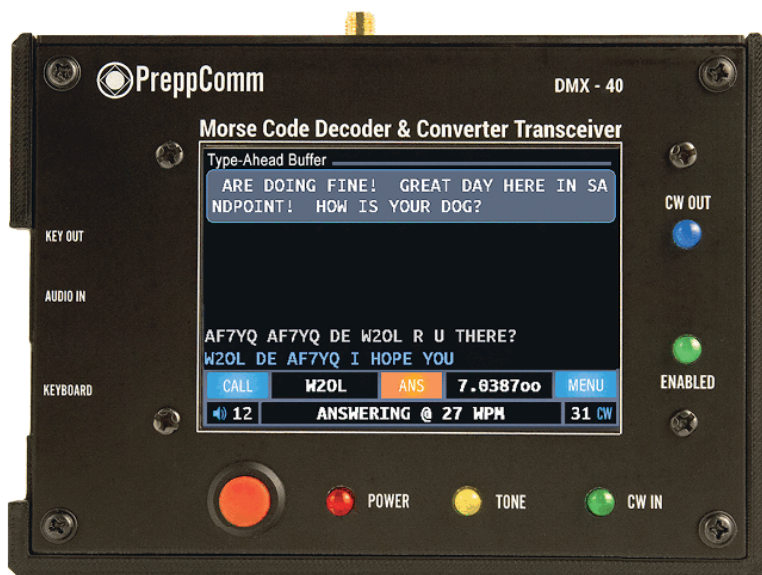 PreppComm
DMX - 40
Morse Code Decoder & Converter Transceiver
Type-Ahead Buffer
ARE DOING FINE!  GREAT DAY HERE IN SA
NDPOINT!  HOW IS YOUR DOG?
CW OUT
KEY OUT
AUDIO IN
AF7YQ AF7YQ DE W2OL R U THERE?
W2OL DE AF7YQ I HOPE YOU
KEYBOARD
CALL W2OL ANS 7.0387oo MENU
ENABLED
12 ANSWERING @ 27 WPM 31 CW
POWER
TONE
CW IN